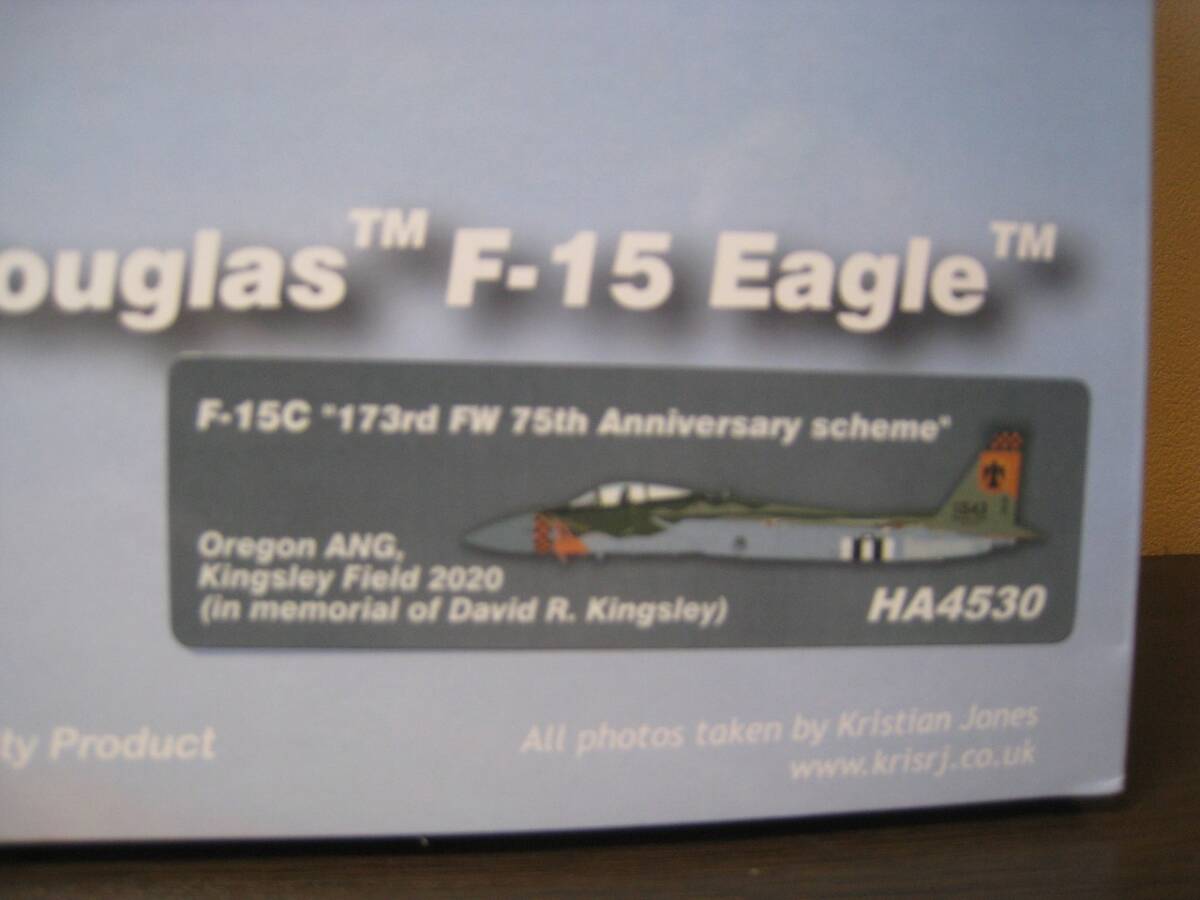 ouglas™ F-15 Eagle™
F-15C "173rd FW 75th Anniversary scheme"
Oregon ANG,
Kingsley Field 2020
(in memorial of David R. Kingsley)
HA4530
ty Product
All photos taken by Kristian Jones
www.krisrj.co.uk